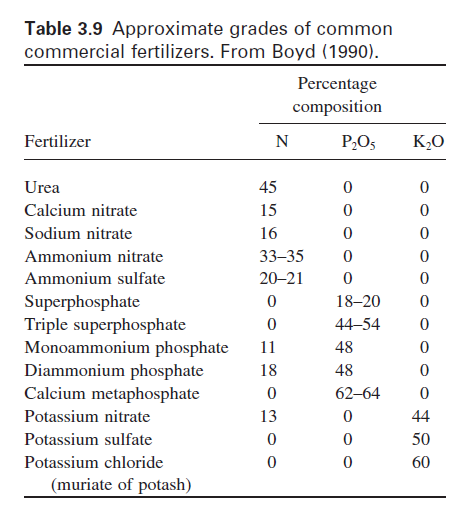 Table 3.9 Approximate grades of common
commercial fertilizers. From Boyd (1990).
Percentage
composition
Fertilizer N P₂O₅ K₂O
Urea 45 0 0
Calcium nitrate 15 0 0
Sodium nitrate 16 0 0
Ammonium nitrate 33–35 0 0
Ammonium sulfate 20–21 0 0
Superphosphate 0 18–20 0
Triple superphosphate 0 44–54 0
Monoammonium phosphate 11 48 0
Diammonium phosphate 18 48 0
Calcium metaphosphate 0 62–64 0
Potassium nitrate 13 0 44
Potassium sulfate 0 0 50
Potassium chloride 0 0 60
(muriate of potash)